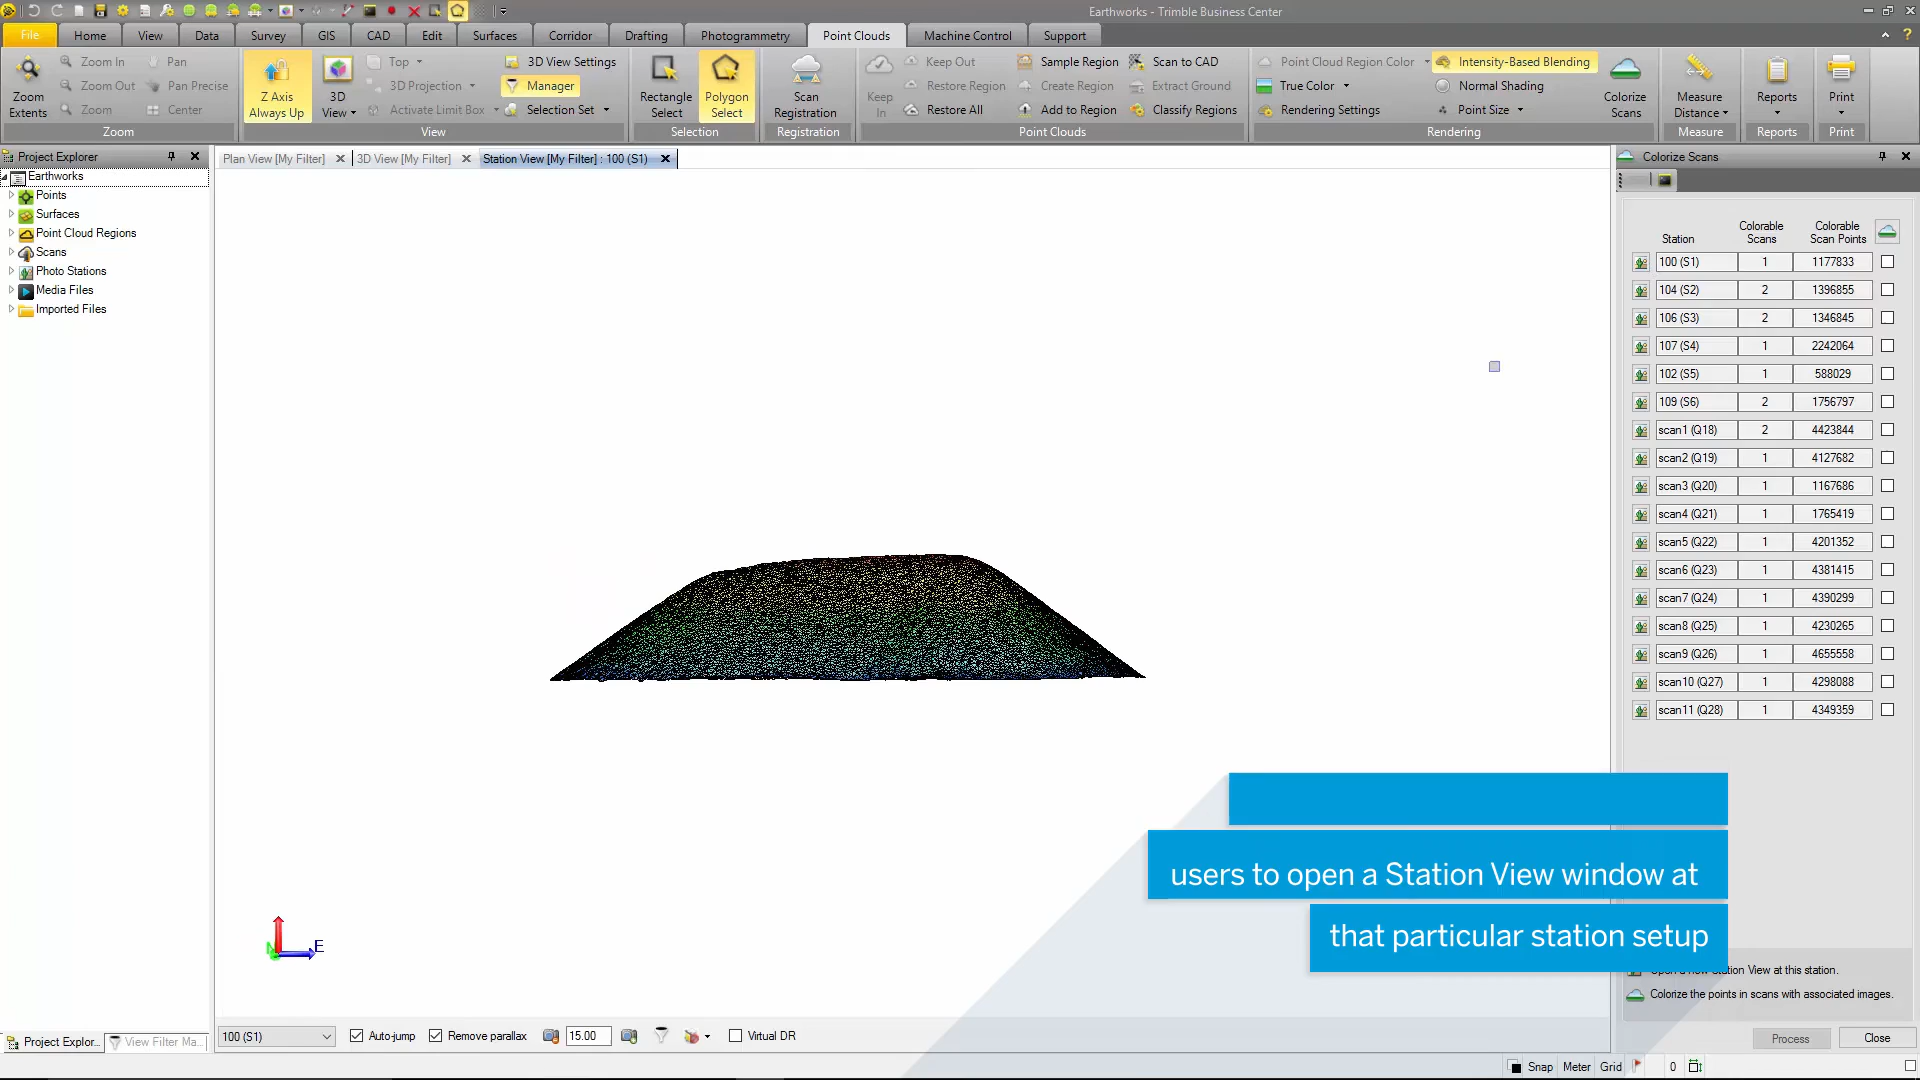 Earthworks - Trimble Business Center
File Home View Data Survey GIS CAD Edit Surfaces Corridor Drafting Photogrammetry Point Clouds Machine Control Support
Zoom Extents
Zoom In
Zoom Out
Zoom
Pan
Pan Precise
Center
Zoom
Z Axis Always Up
3D View
Top
3D Projection
Activate Limit Box
3D View Settings
Manager
Selection Set
View
Rectangle Select
Polygon Select
Selection
Scan Registration
Registration
Keep In
Keep Out
Restore Region
Restore All
Sample Region
Create Region
Add to Region
Scan to CAD
Extract Ground
Classify Regions
Point Clouds
Point Cloud Region Color
True Color
Rendering Settings
Intensity-Based Blending
Normal Shading
Point Size
Colorize Scans
Rendering
Measure Distance
Measure
Reports
Reports
Print
Print
Project Explorer
Earthworks
Points
Surfaces
Point Cloud Regions
Scans
Photo Stations
Media Files
Imported Files
Plan View [My Filter] 3D View [My Filter] Station View [My Filter] : 100 (S1)
E
Colorize Scans
Station Colorable Scans Colorable Scan Points
100 (S1) 1 1177833
104 (S2) 2 1396855
106 (S3) 2 1346845
107 (S4) 1 2242064
102 (S5) 1 588029
109 (S6) 2 1756797
scan1 (Q18) 2 4423844
scan2 (Q19) 1 4127682
scan3 (Q20) 1 1167686
scan4 (Q21) 1 1765419
scan5 (Q22) 1 4201352
scan6 (Q23) 1 4381415
scan7 (Q24) 1 4390299
scan8 (Q25) 1 4230265
scan9 (Q26) 1 4655558
scan10 (Q27) 1 4298088
scan11 (Q28) 1 4349359
users to open a Station View window at
that particular station setup
Open a new Station View at this station.
Colorize the points in scans with associated images.
Process Close
Project Explor... View Filter Ma...
100 (S1) Auto-jump Remove parallax 15.00 Virtual DR
Snap Meter Grid 0